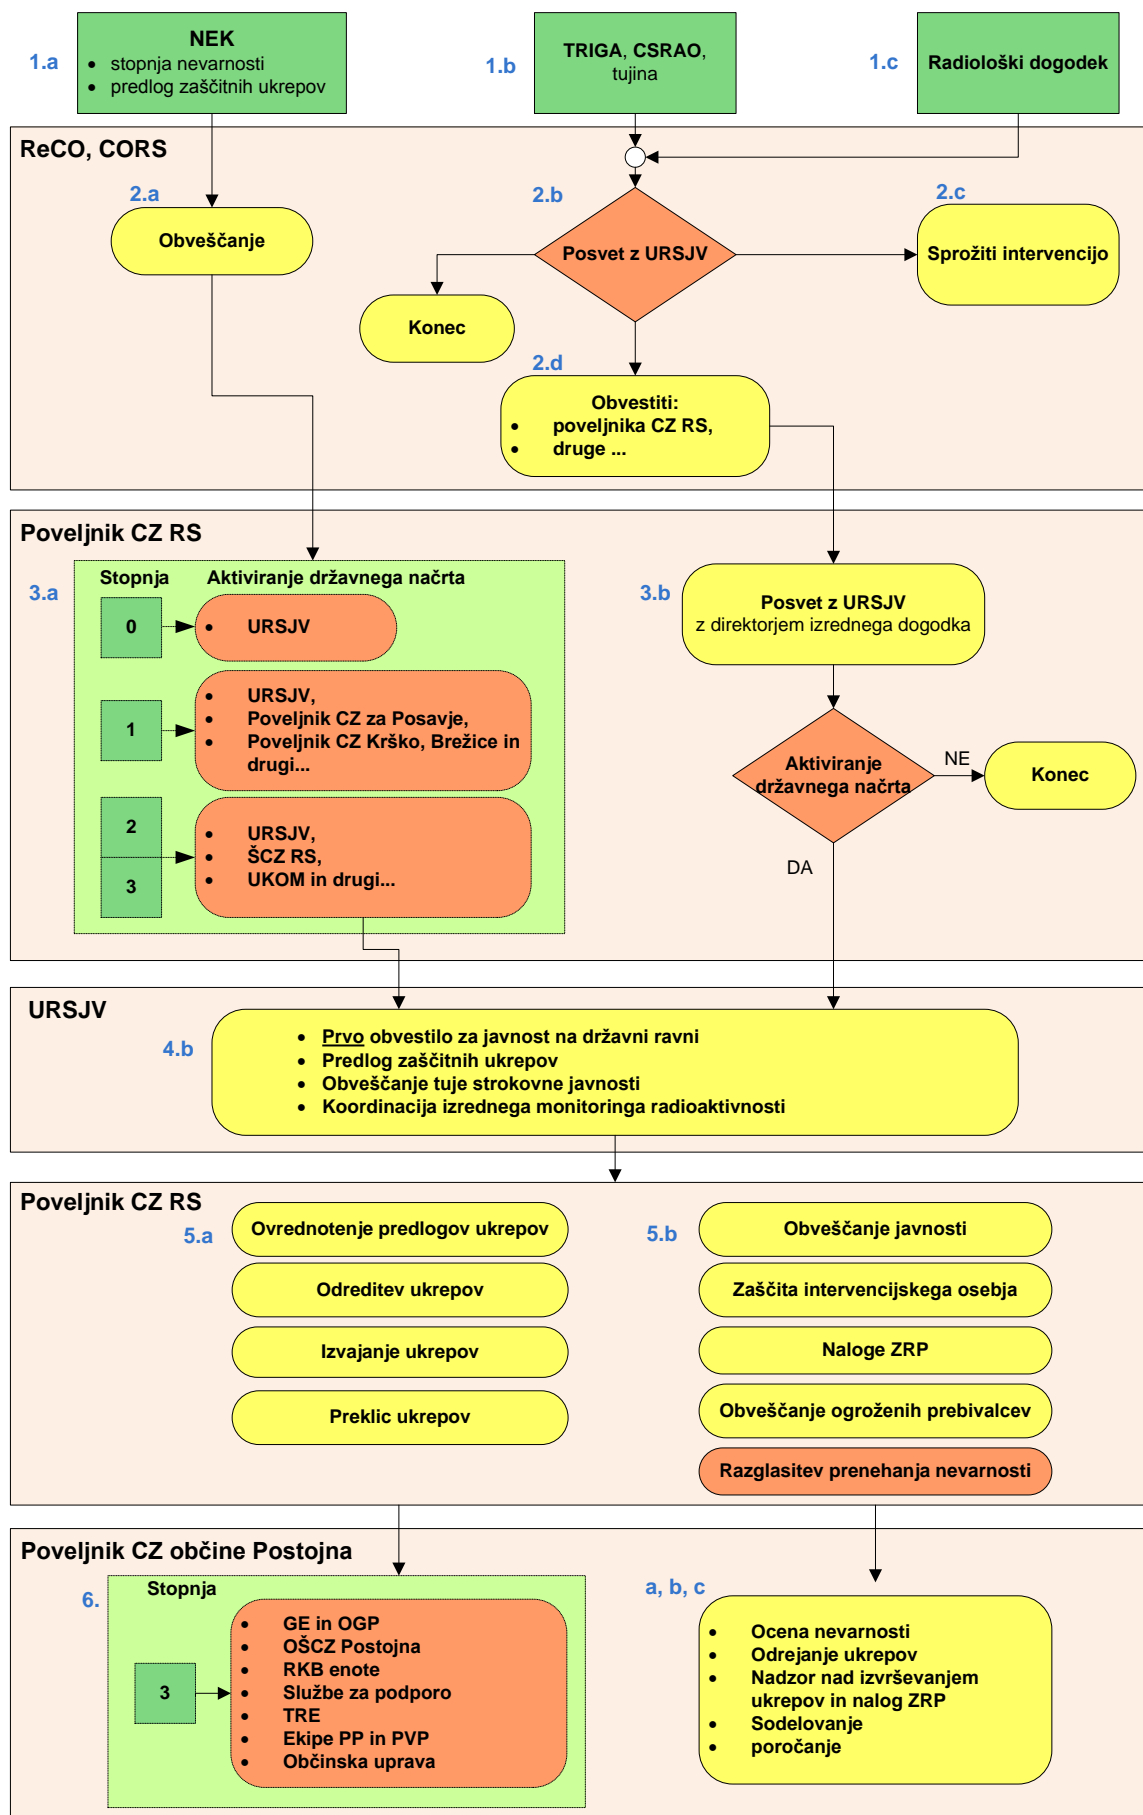 1.a
NEK
• stopnja nevarnosti
• predlog zaščitnih ukrepov
1.b
TRIGA, CSRAO,
tujina
1.c
Radiološki dogodek
ReCO, CORS
2.a
Obveščanje
2.b
Posvet z URSJV
2.c
Sprožiti intervencijo
Konec
2.d
Obvestiti:
• poveljnika CZ RS,
• druge ...
Poveljnik CZ RS
3.a
Stopnja
Aktiviranje državnega načrta
0
• URSJV
1
• URSJV,
• Poveljnik CZ za Posavje,
• Poveljnik CZ Krško, Brežice in
drugi...
2
3
• URSJV,
• ŠCZ RS,
• UKOM in drugi...
3.b
Posvet z URSJV
z direktorjem izrednega dogodka
Aktiviranje
državnega načrta
NE
Konec
DA
URSJV
4.b
• Prvo obvestilo za javnost na državni ravni
• Predlog zaščitnih ukrepov
• Obveščanje tuje strokovne javnosti
• Koordinacija izrednega monitoringa radioaktivnosti
Poveljnik CZ RS
5.a
Ovrednotenje predlogov ukrepov
Odreditev ukrepov
Izvajanje ukrepov
Preklic ukrepov
5.b
Obveščanje javnosti
Zaščita intervencijskega osebja
Naloge ZRP
Obveščanje ogroženih prebivalcev
Razglasitev prenehanja nevarnosti
Poveljnik CZ občine Postojna
6.
Stopnja
3
• GE in OGP
• OŠCZ Postojna
• RKB enote
• Službe za podporo
• TRE
• Ekipe PP in PVP
• Občinska uprava
a, b, c
• Ocena nevarnosti
• Odrejanje ukrepov
• Nadzor nad izvrševanjem
ukrepov in nalog ZRP
• Sodelovanje
• poročanje